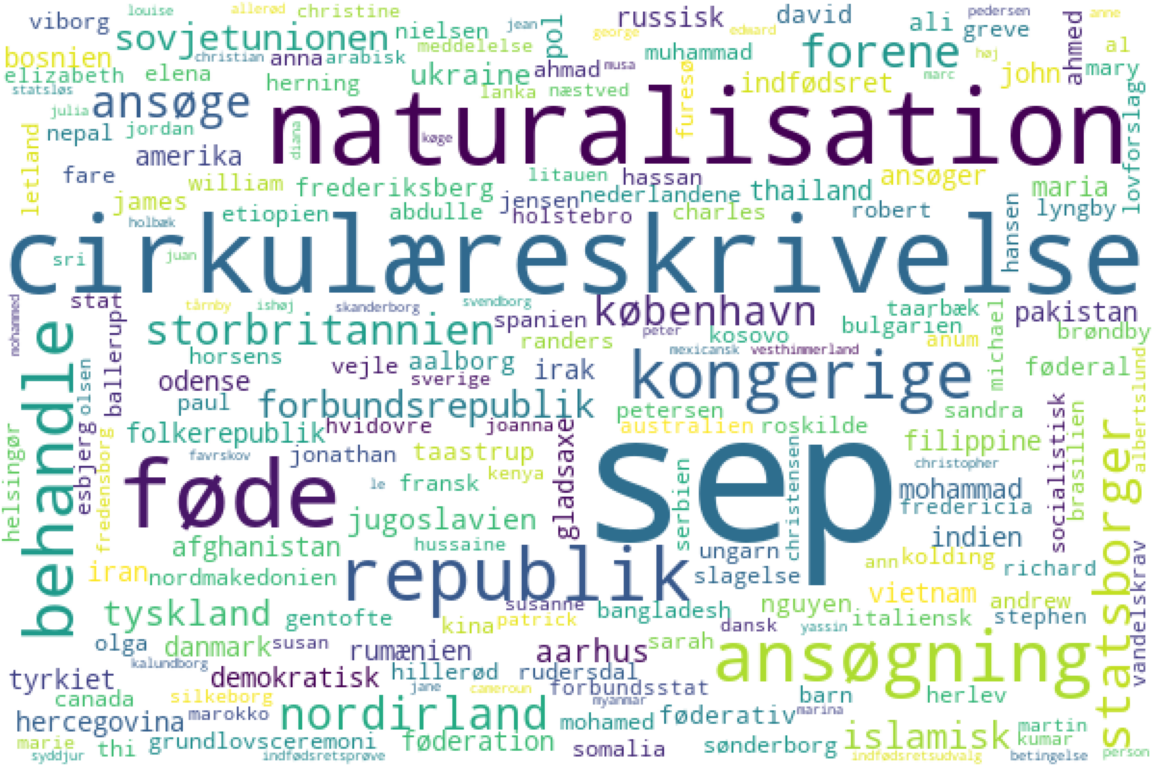 viborg louise allerød christine nielsen jean pol russisk david ali pedersen greve anne
sovjetunionen christian anna arabisk meddelelse george edward muhammad forene høj al
bosnien elizabeth elena herning ukraine ahmad musa furesø indfødsret john ahmed mary
statsløs ansøge lanka næstved marc lovforslag
julia nepal jordan diana køge naturalisation
letland amerika litauen hassan ansøger
fare william frederiksberg jensen nederlandene thailand maria
james etiopien abdulle holstebro charles robert hansen lyngby
holbæk cirkulæreskrivelse
sri juan
mohammed stat tårnby ishøj skanderborg svendborg københavn taarbæk pakistan
behandle ballerup storbritannien spanien randers peter kosovo bulgarien michael brøndby
horsens vejle aalborg mexicansk vesthimmerland anum føderal
olsen odense sverige irak kongerige albertslund
paul forbundsrepublik petersen sandra
helsingør esbjerg fredensborg folkerepublik hvidovre joanna gladsaxe australien roskilde filippine socialistisk brasilien statsborger
favrskov jonathan taastrup kenya sep christensen christopher
føde le fransk serbien mohammad
jugoslavien fredericia
afghanistan hussaine ungarn indien
iran nordmakedonien republik slagelse ann kolding richard
tyskland gentofte susanne bangladesh nguyen vietnam andrew vandelskrav
kina patrick dansk yassin italiensk stephen
olga danmark susan rumænien aarhus sarah ansøgning
kalundborg tyrkiet demokratisk hillerød rudersdal
canada silkeborg jane cameroun forbundsstat myanmar barn herlev
hercegovina marokko nordirland mohamed føderativ marina martin
marie thi grundlovsceremoni føderation somalia sønderborg islamisk kumar
syddjur indfødsretsprøve indfødsretsudvalg betingelse person